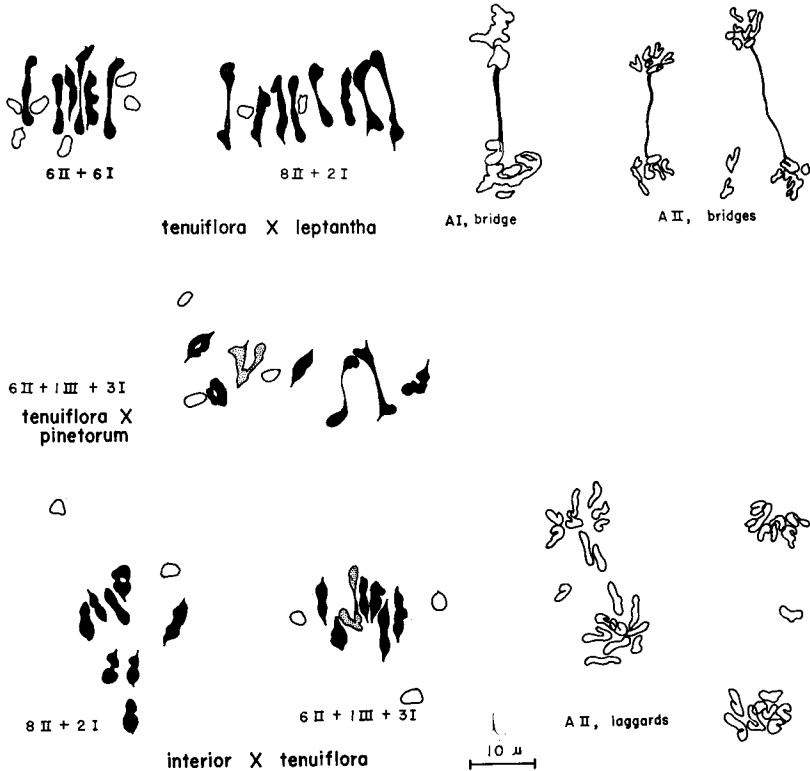 6II + 6I
8II + 2I
tenuiflora X leptantha
AI, bridge
AII, bridges
6II + 1III + 3I
tenuiflora X
pinetorum
8II + 2I
6II + 1III + 3I
interior X tenuiflora
10 μ
AII, laggards